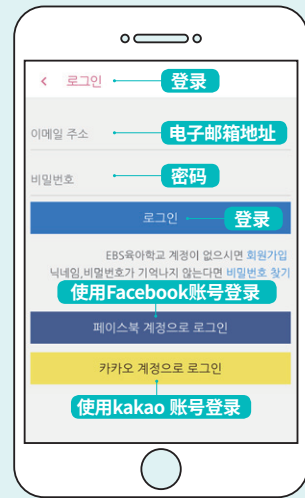 < 로그인 登录
이메일 주소 电子邮箱地址
비밀번호 密码
로그인 登录
EBS육아학교 계정이 없으시면 회원가입
닉네임,비멀번호가 기억나지 않는다면 비밀번호 찾기
使用Facebook账号登录
페이스북 계정으로 로그인
카카오 계정으로 로그인
使用kakao 账号登录